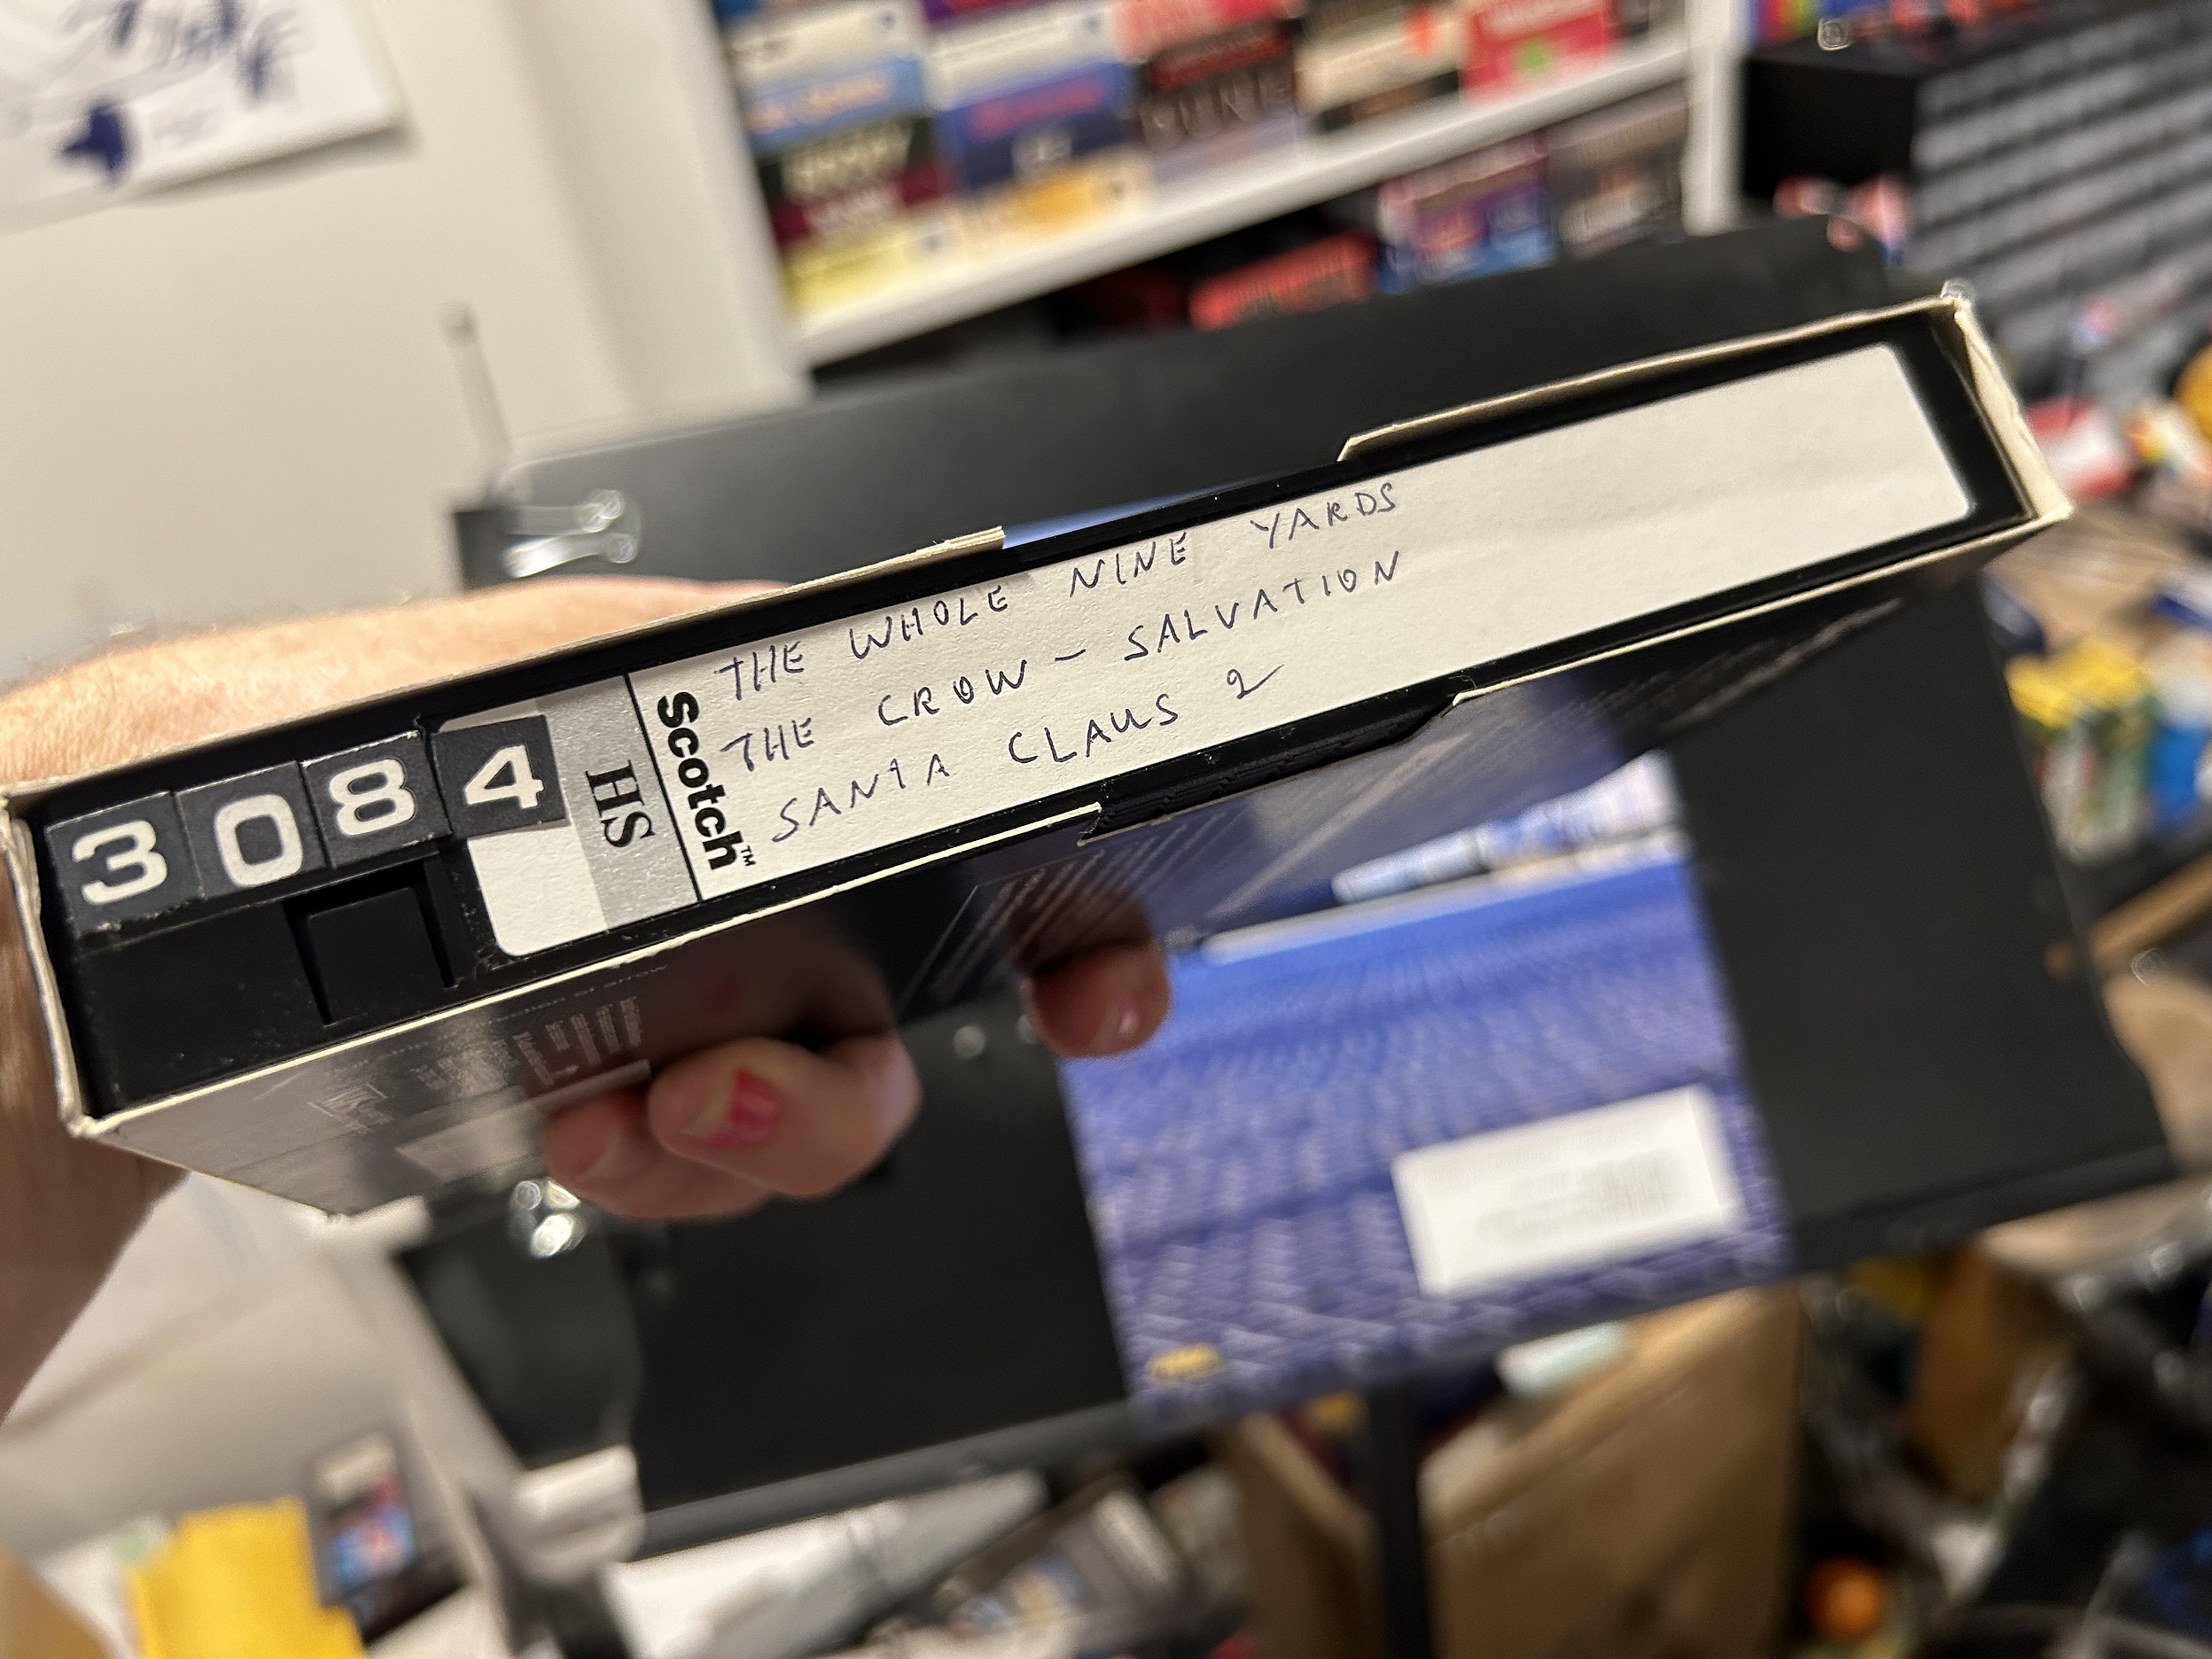 3084
HS
Scotch™
THE WHOLE NINE YARDS
THE CROW - SALVATION
SANTA CLAUS 2